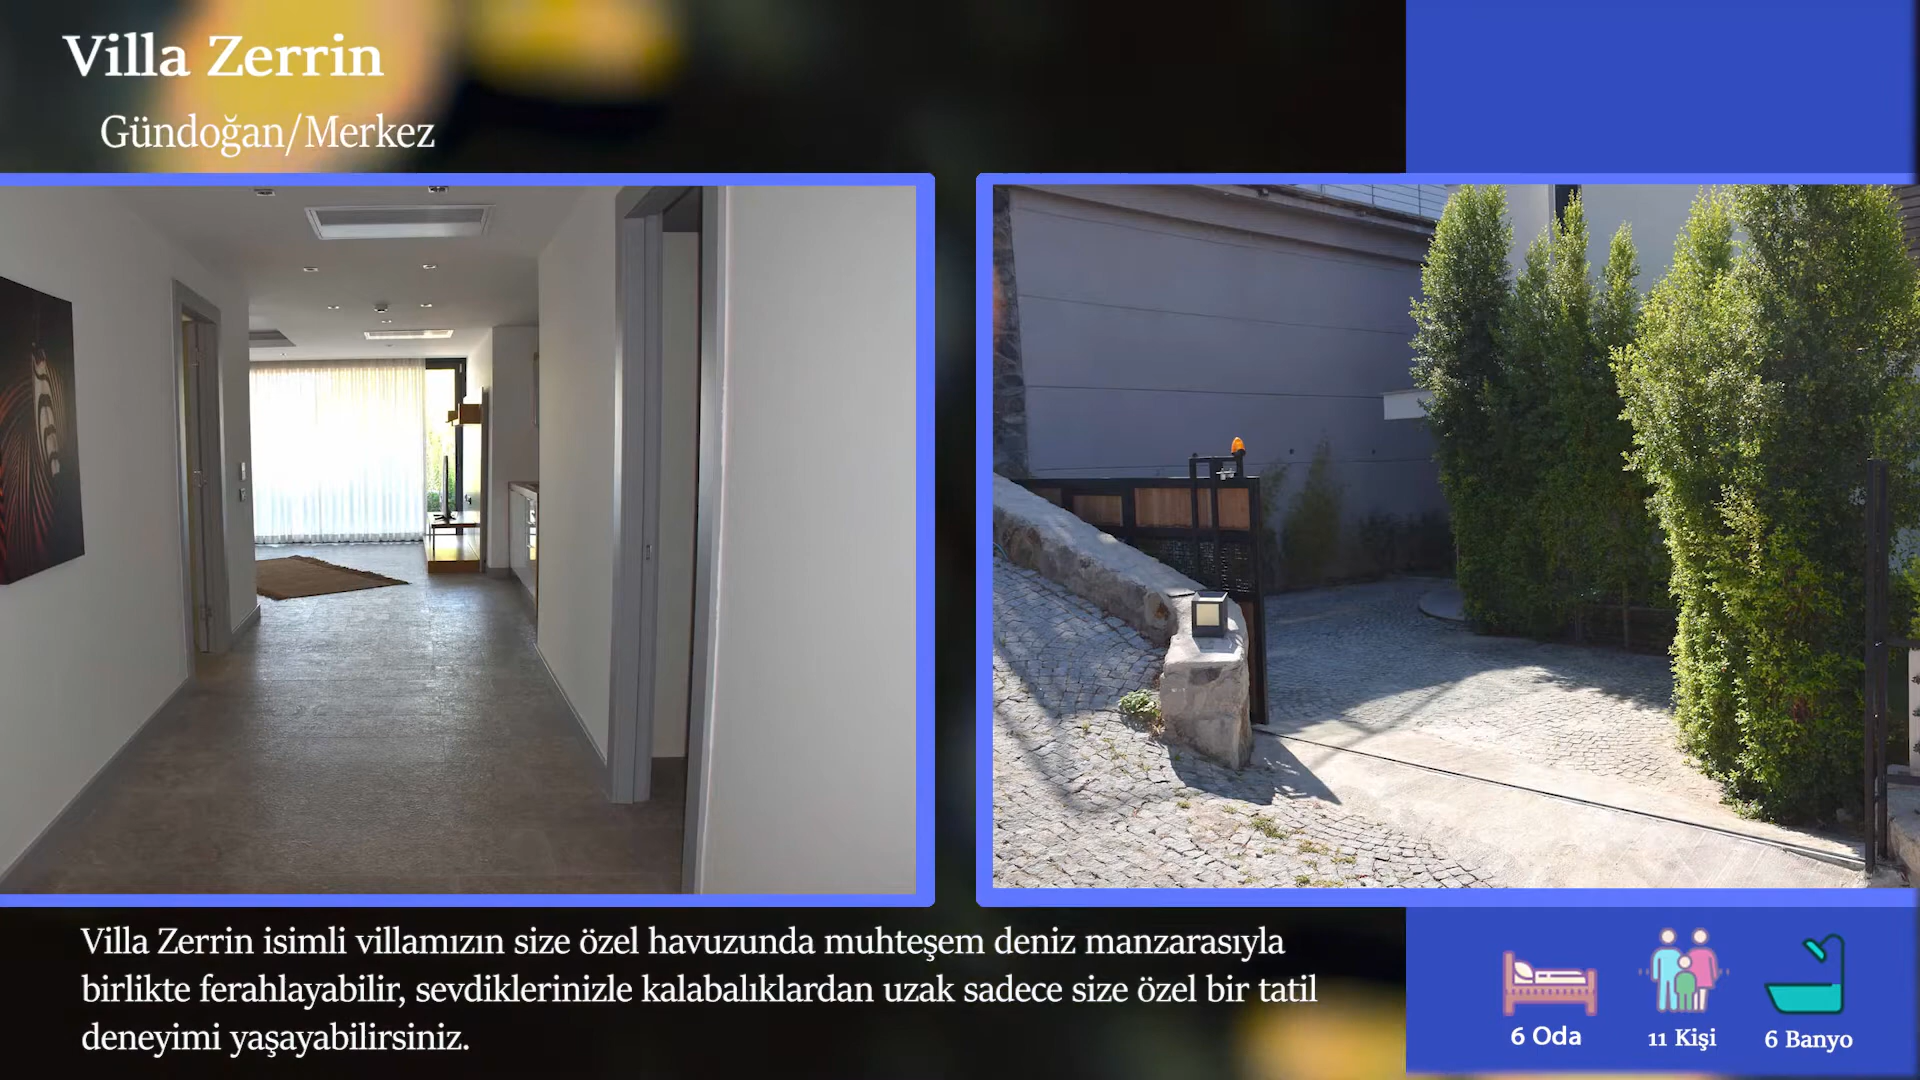 Villa Zerrin
Gündoğan/Merkez
Villa Zerrin isimli villamızın size özel havuzunda muhteşem deniz manzarasıyla
birlikte ferahlayabilir, sevdiklerinizle kalabalıklardan uzak sadece size özel bir tatil
deneyimi yaşayabilirsiniz.
6 Oda
11 Kişi
6 Banyo